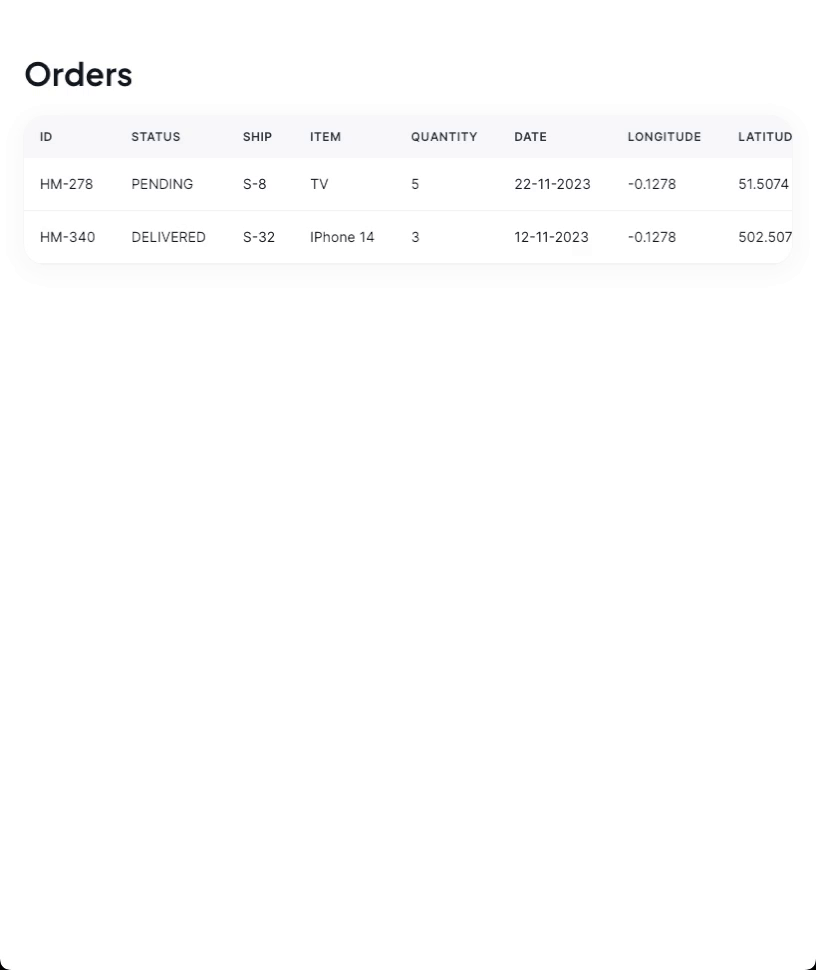 Orders
ID STATUS SHIP ITEM QUANTITY DATE LONGITUDE LATITUD
HM-278 PENDING S-8 TV 5 22-11-2023 -0.1278 51.5074
HM-340 DELIVERED S-32 IPhone 14 3 12-11-2023 -0.1278 502.507